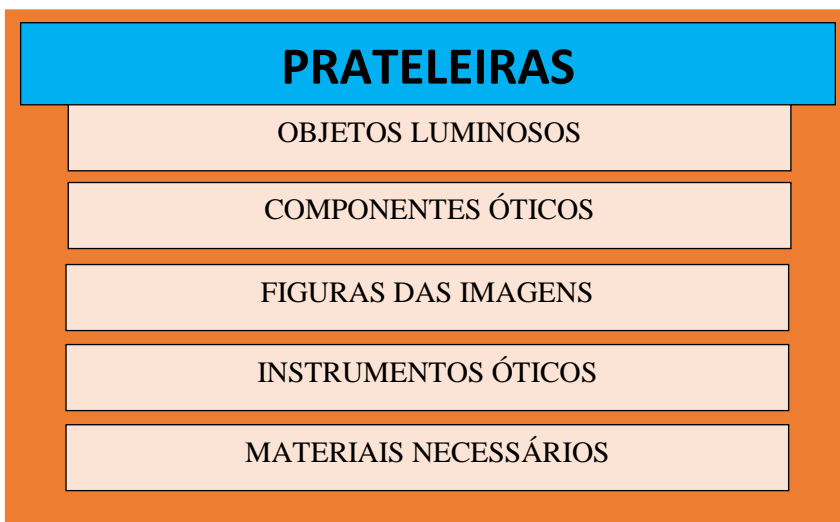 PRATELEIRAS
OBJETOS LUMINOSOS
COMPONENTES ÓTICOS
FIGURAS DAS IMAGENS
INSTRUMENTOS ÓTICOS
MATERIAIS NECESSÁRIOS